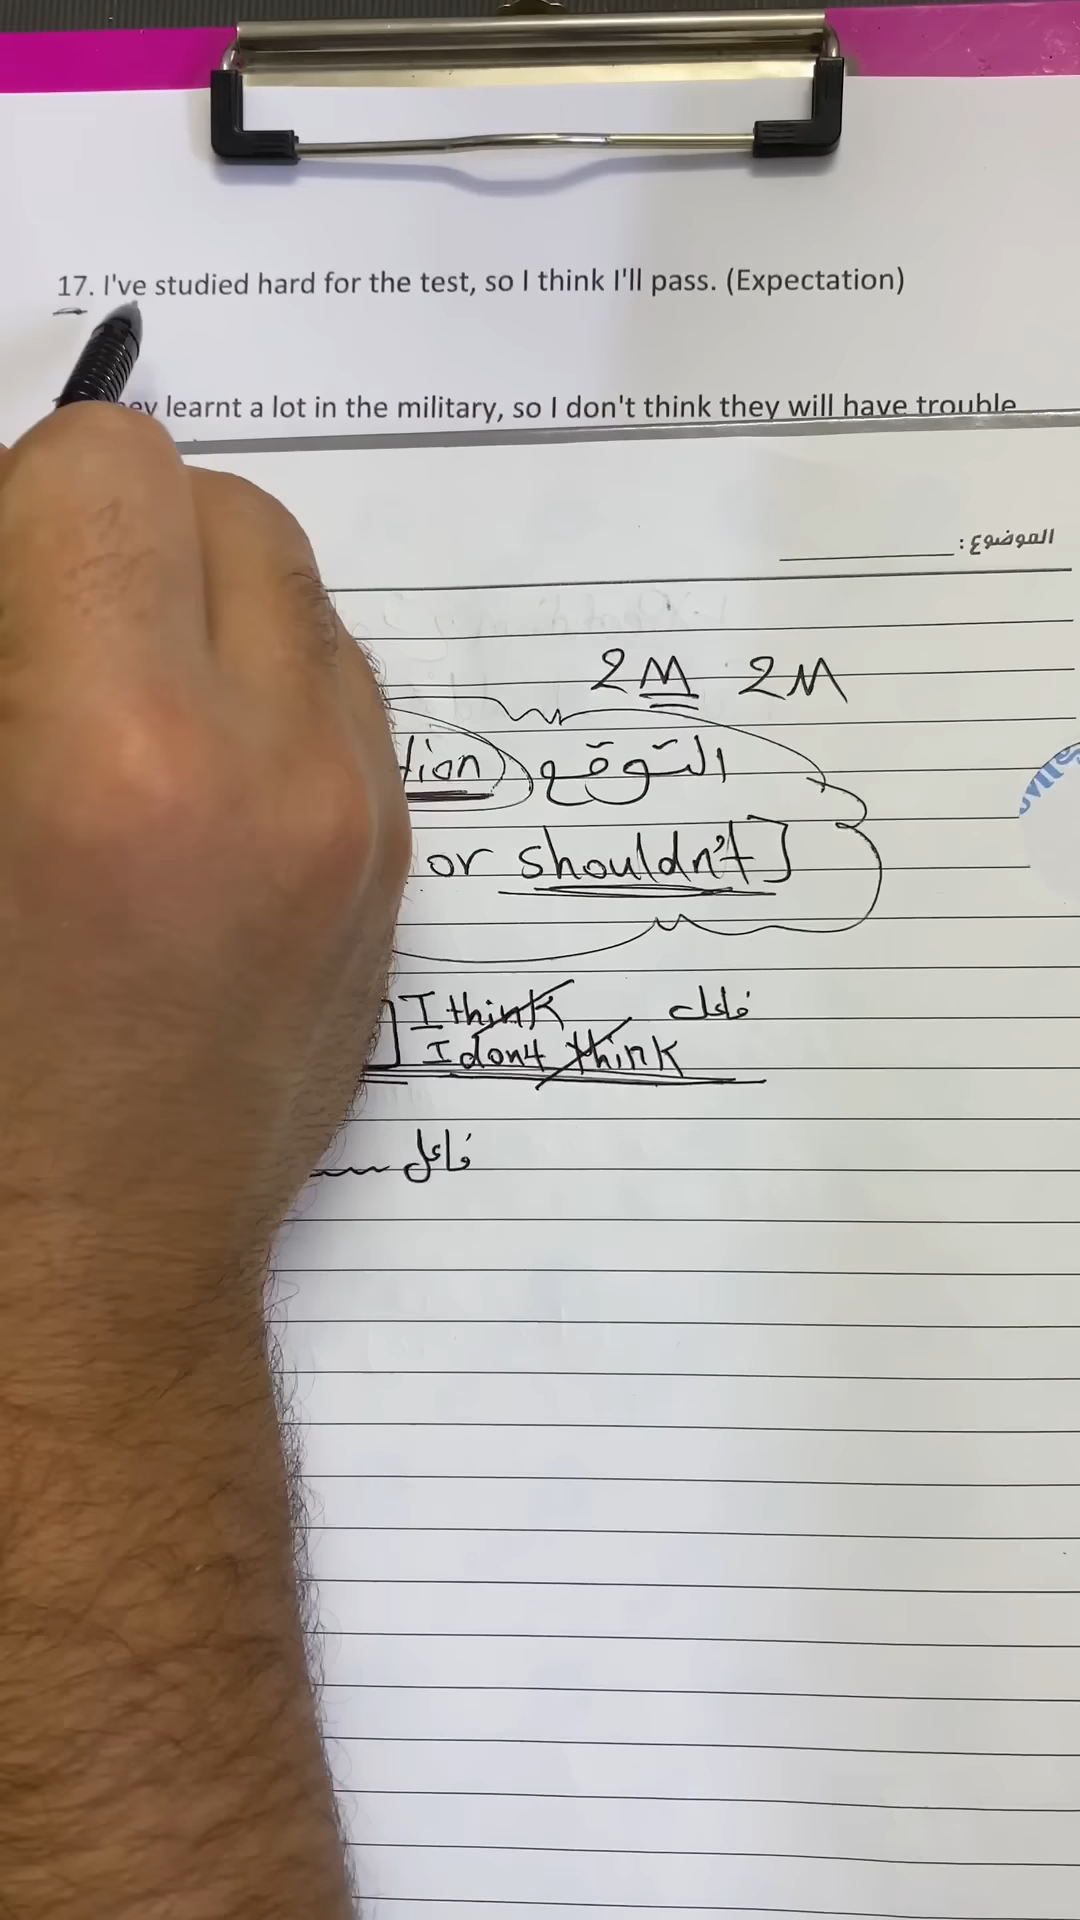 17. I've studied hard for the test, so I think I'll pass. (Expectation)
learnt a lot in the military, so I don't think they will have trouble
الموضوع :
2M 2M
tion التوقع
or shouldn't]
] I think فاعل
I don't think
فاعل